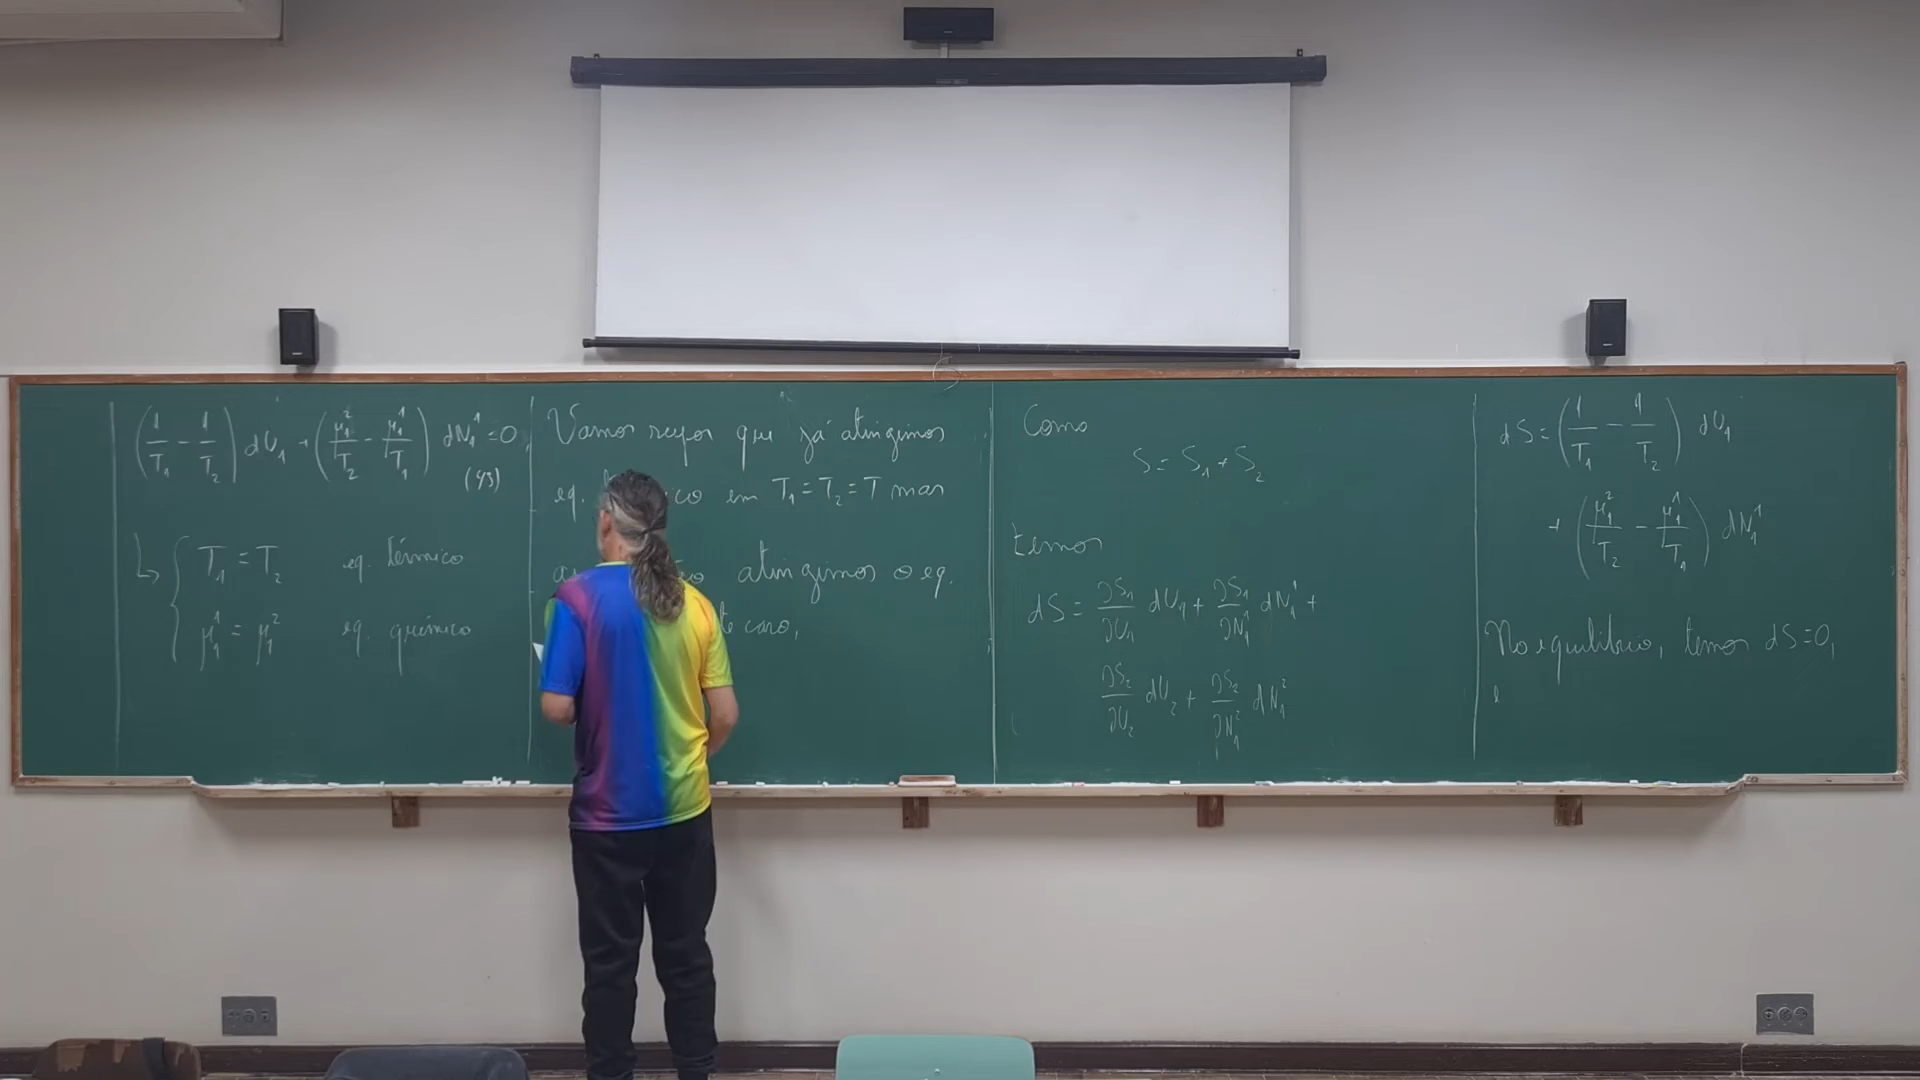 (1/T₁ - 1/T₂) dU₁ + (μ₁²/T₂ - μ₁¹/T₁) dN₁¹ = 0
(43)
↳ { T₁ = T₂ eq. térmico
μ₁¹ = μ₁² eq. químico
Vamos supor que já atingimos
eq. em T₁ = T₂ = T mas
atingimos o eq.
caso,
Como
S = S₁ + S₂
temos
dS = ∂S₁/∂U₁ dU₁ + ∂S₁/∂N₁¹ dN₁¹ +
∂S₂/∂U₂ dU₂ + ∂S₂/∂N₁² dN₁²
dS = (1/T₁ - 1/T₂) dU₁
+ (μ₁²/T₂ - μ₁¹/T₁) dN₁¹
No equilíbrio, temos dS = 0,
e